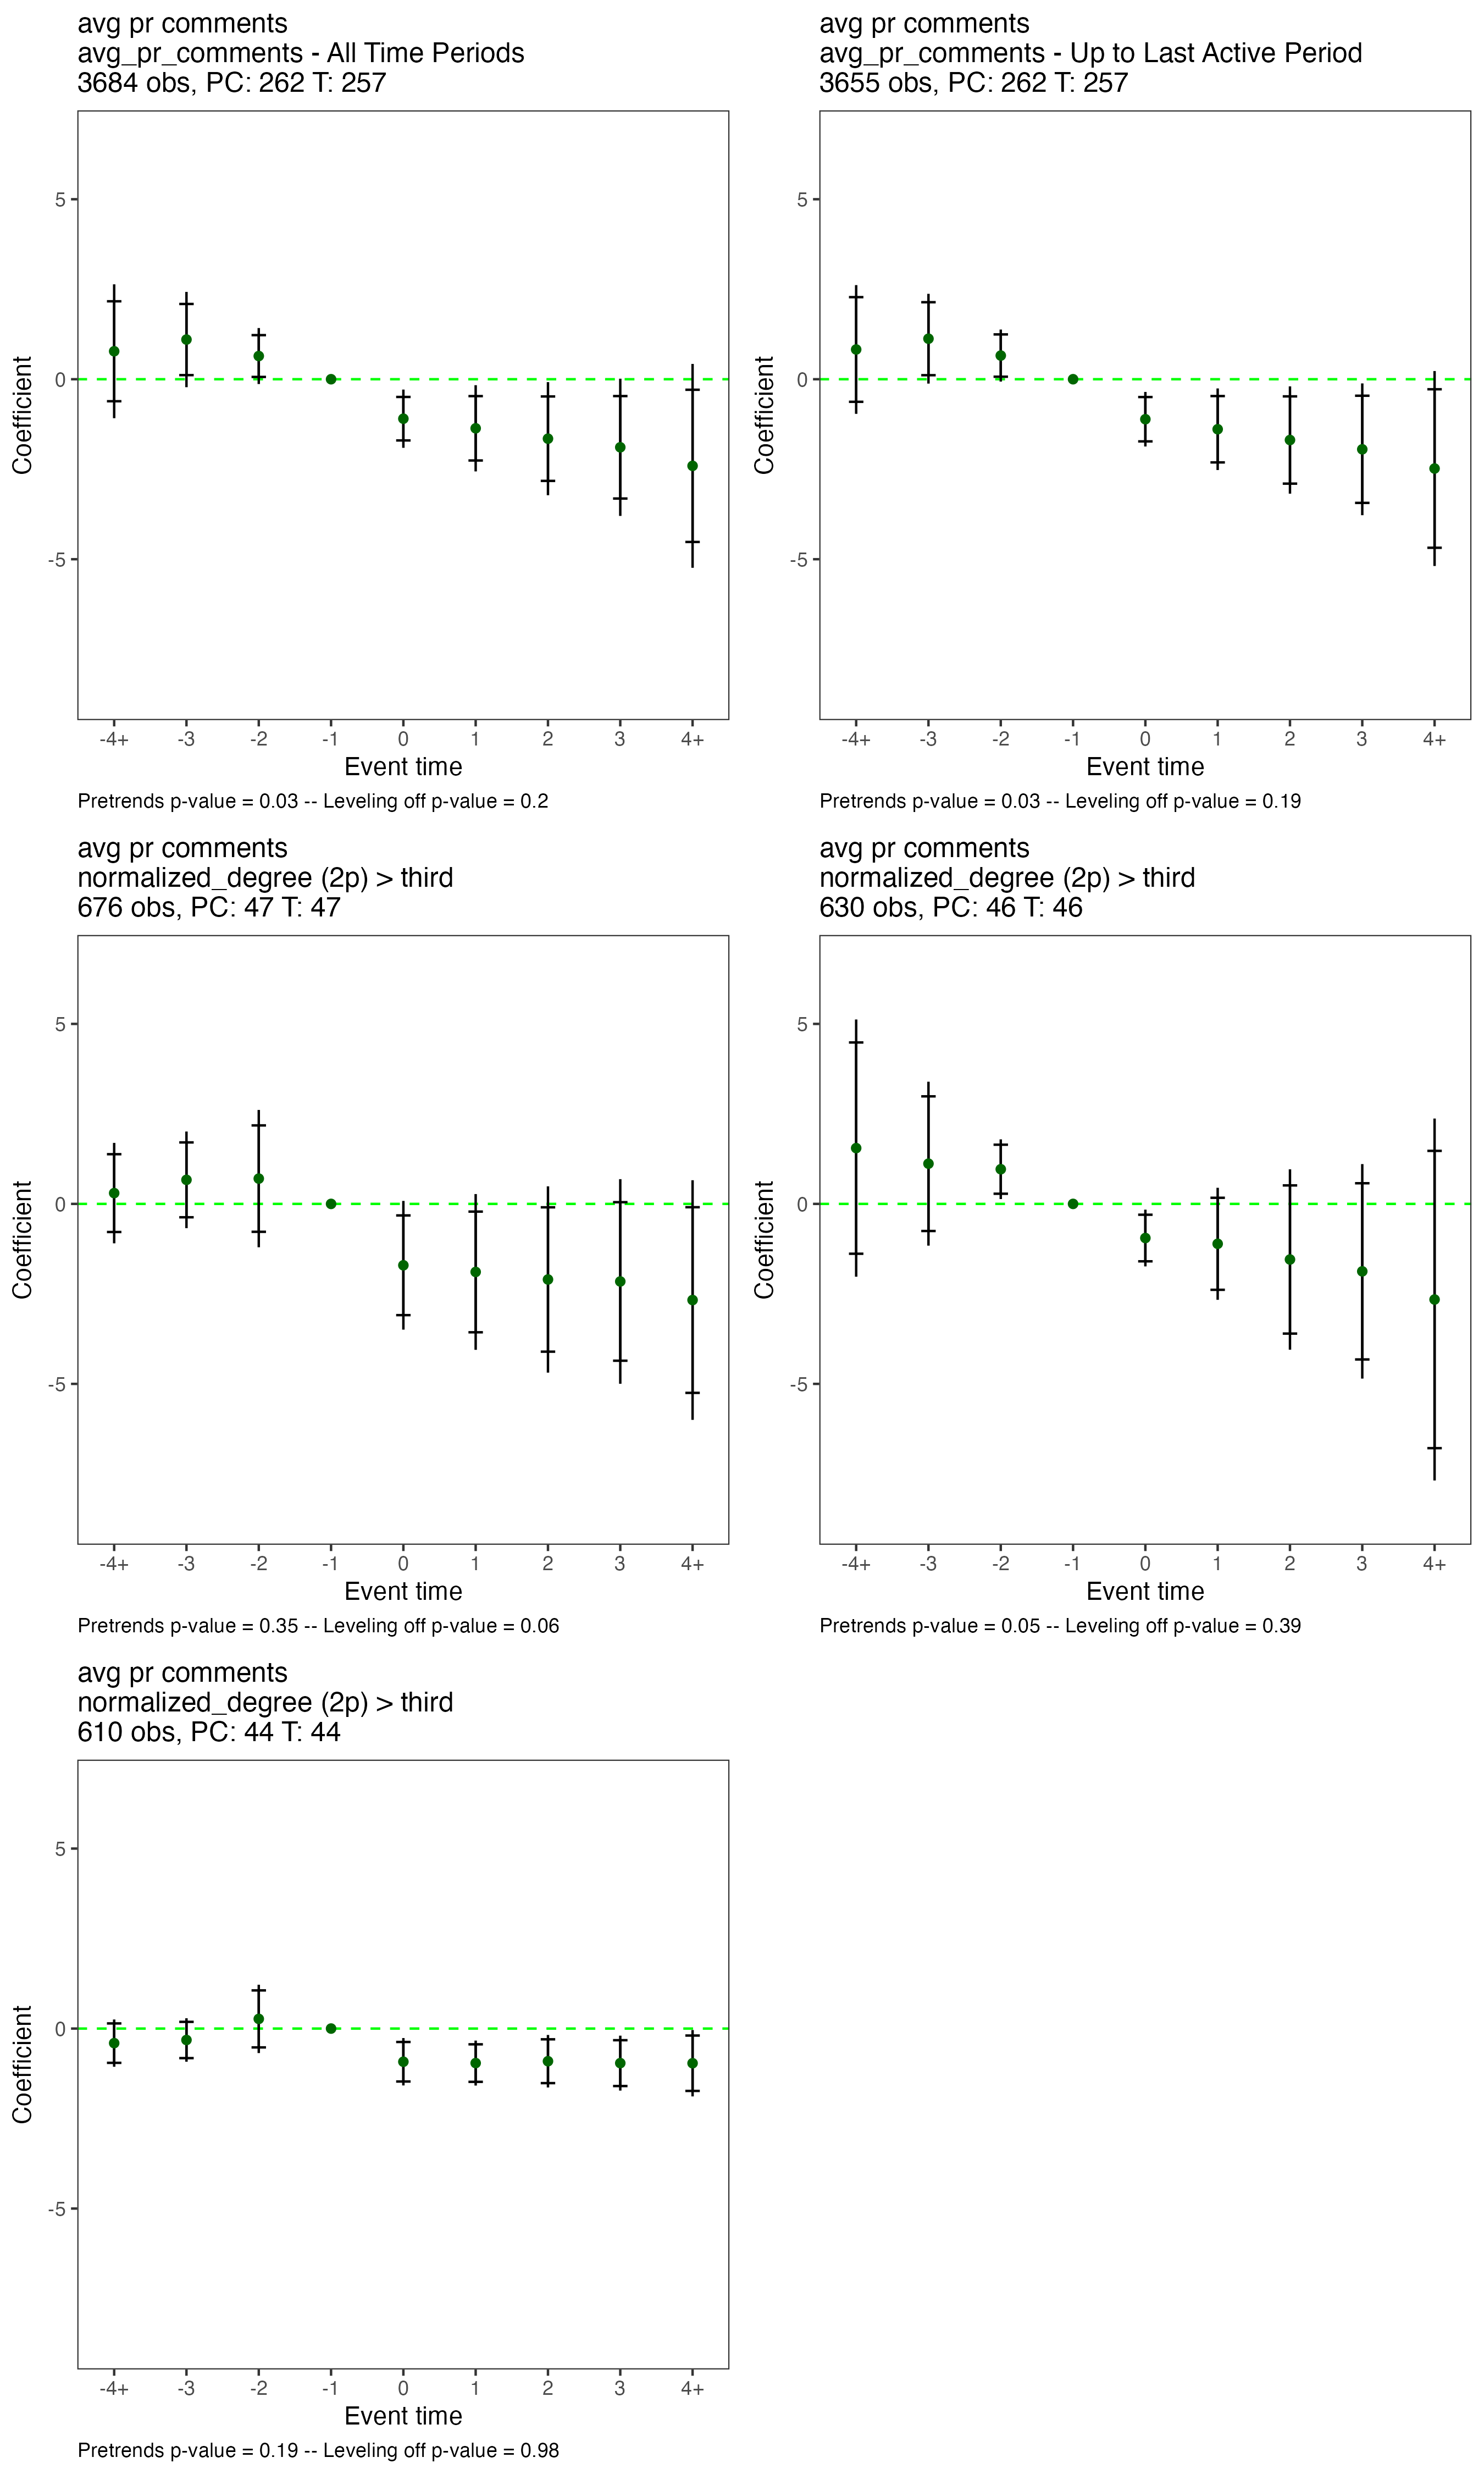 avg pr comments
avg_pr_comments - All Time Periods
3684 obs, PC: 262 T: 257
5
0
-5
Coefficient
-4+ -3 -2 -1 0 1 2 3 4+
Event time
Pretrends p-value = 0.03 -- Leveling off p-value = 0.2
avg pr comments
avg_pr_comments - Up to Last Active Period
3655 obs, PC: 262 T: 257
5
0
-5
Coefficient
-4+ -3 -2 -1 0 1 2 3 4+
Event time
Pretrends p-value = 0.03 -- Leveling off p-value = 0.19
avg pr comments
normalized_degree (2p) > third
676 obs, PC: 47 T: 47
5
0
-5
Coefficient
-4+ -3 -2 -1 0 1 2 3 4+
Event time
Pretrends p-value = 0.35 -- Leveling off p-value = 0.06
avg pr comments
normalized_degree (2p) > third
630 obs, PC: 46 T: 46
5
0
-5
Coefficient
-4+ -3 -2 -1 0 1 2 3 4+
Event time
Pretrends p-value = 0.05 -- Leveling off p-value = 0.39
avg pr comments
normalized_degree (2p) > third
610 obs, PC: 44 T: 44
5
0
-5
Coefficient
-4+ -3 -2 -1 0 1 2 3 4+
Event time
Pretrends p-value = 0.19 -- Leveling off p-value = 0.98